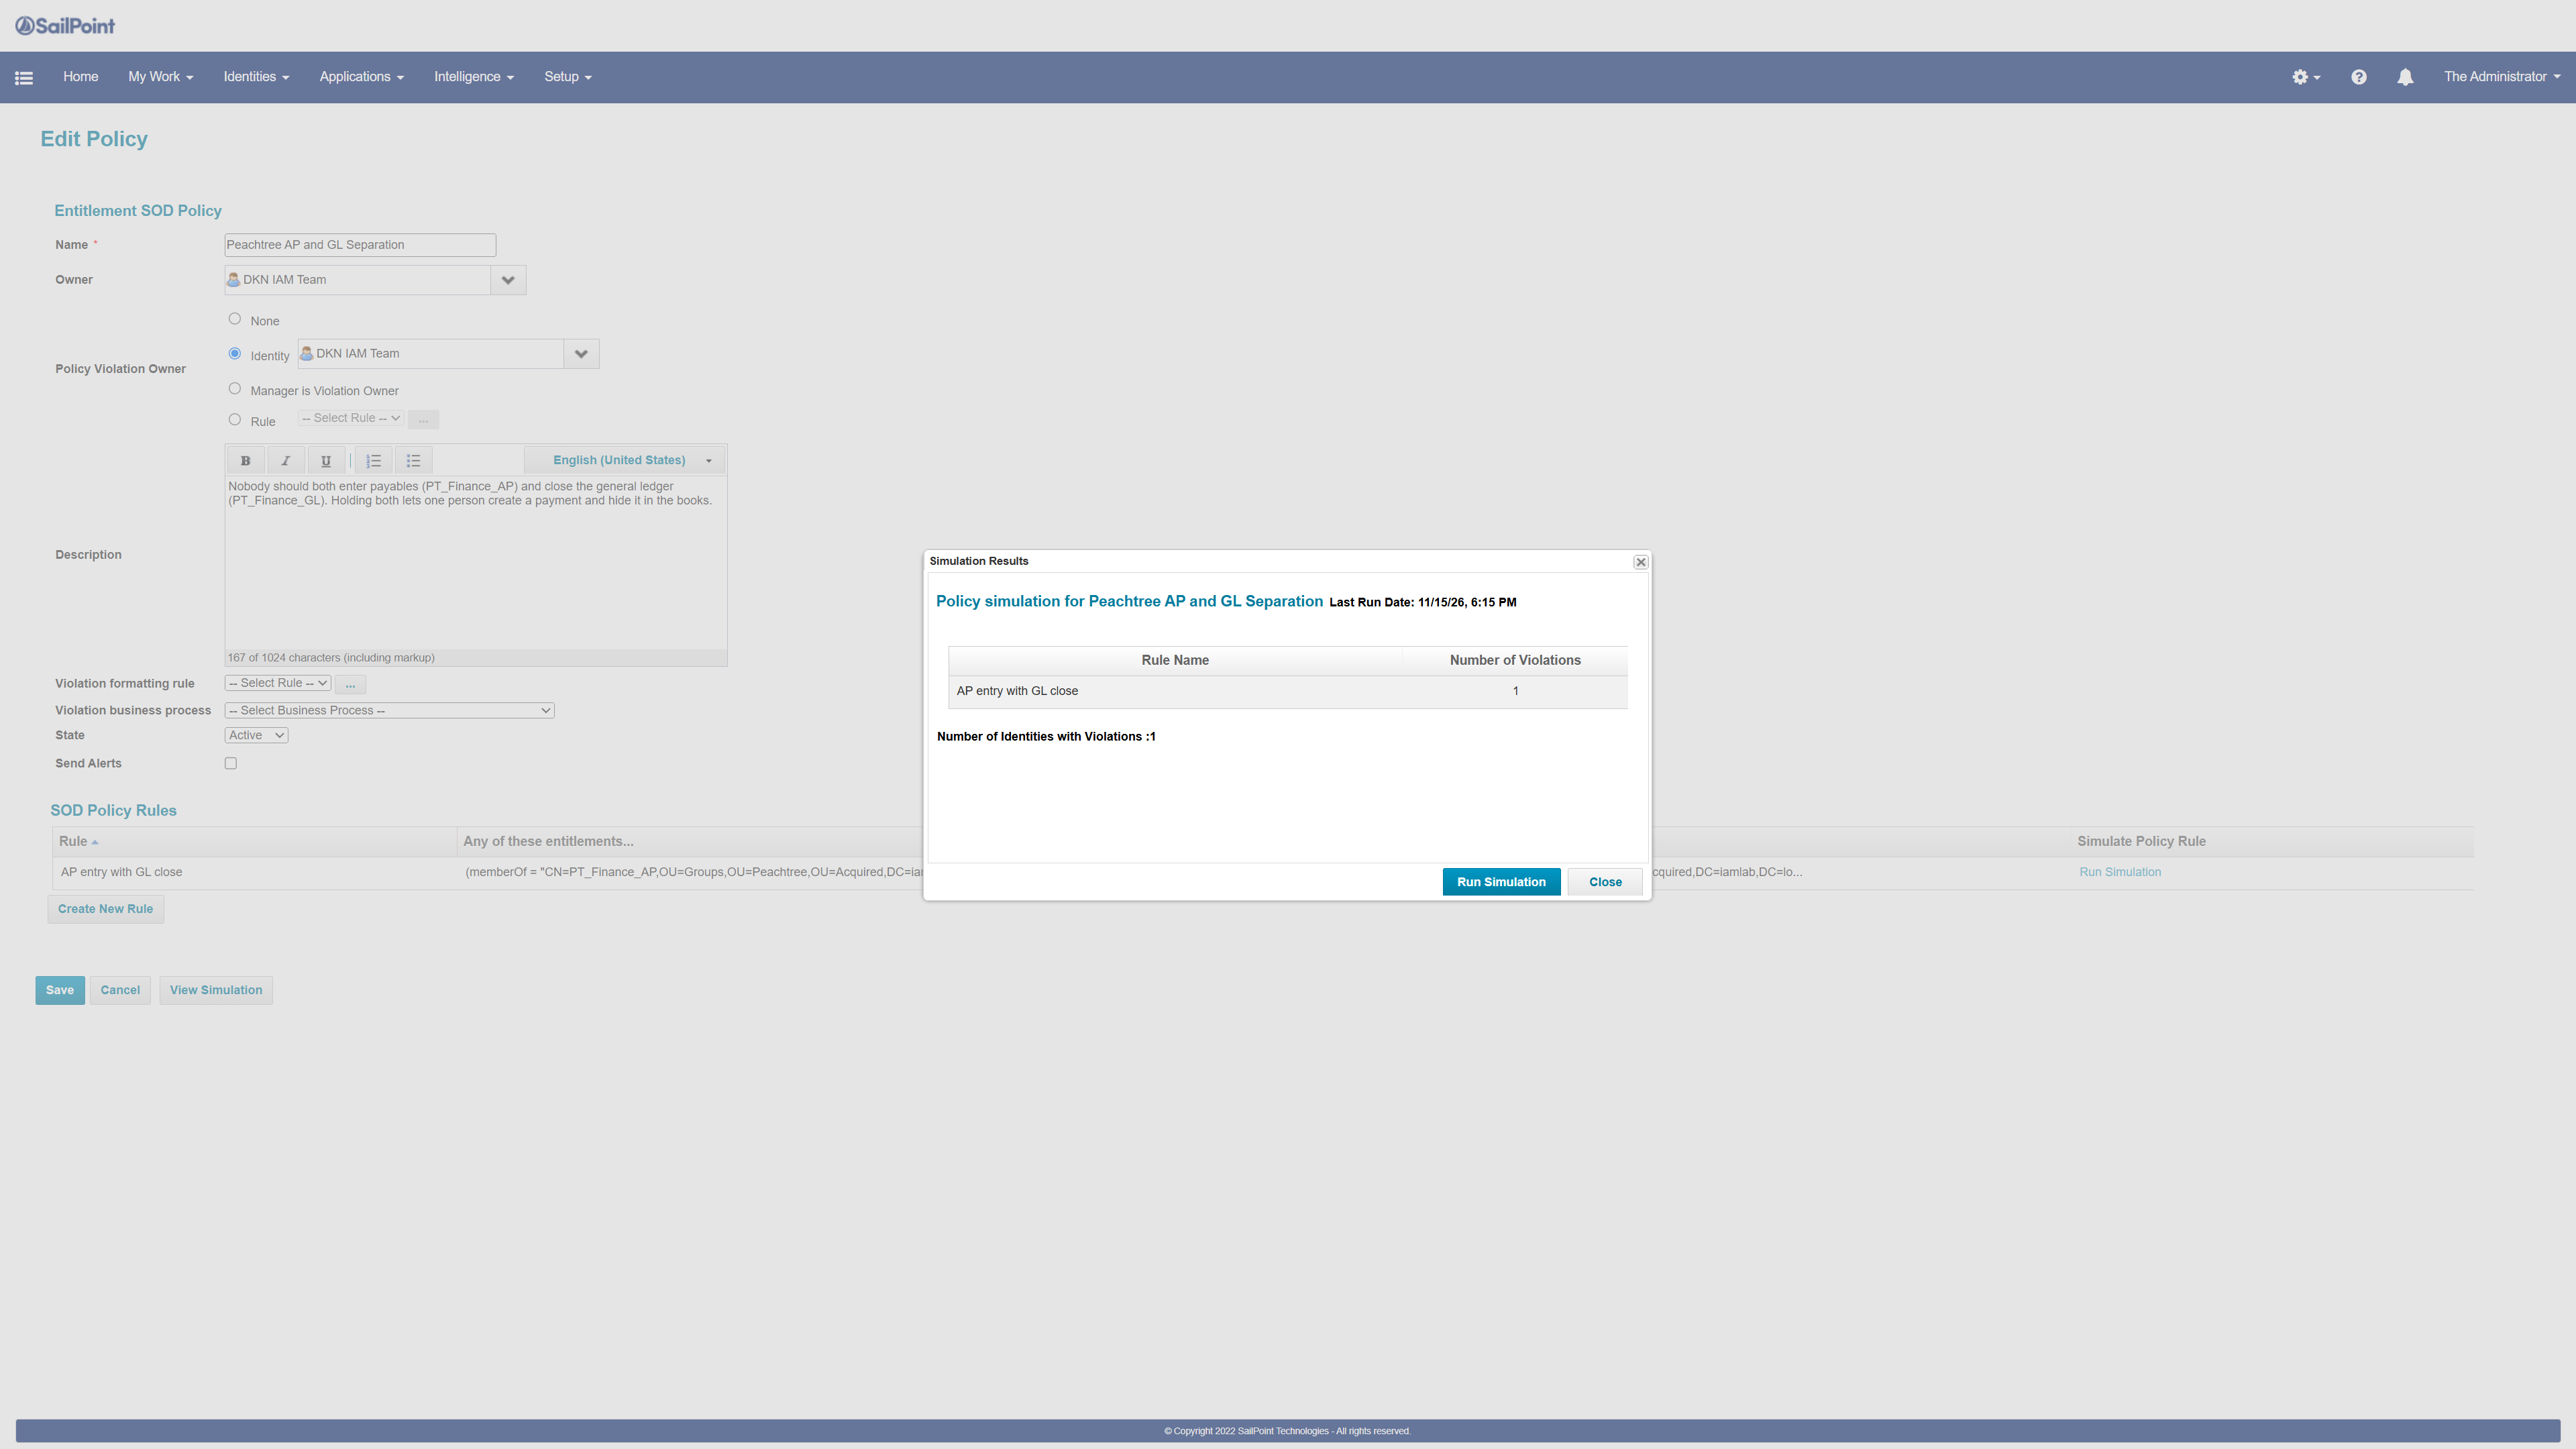 SailPoint
Home My Work Identities Applications Intelligence Setup The Administrator
Edit Policy
Entitlement SOD Policy
Name * Peachtree AP and GL Separation
Owner DKN IAM Team
None
Policy Violation Owner
Identity DKN IAM Team
Manager is Violation Owner
Rule -- Select Rule -- ...
B I U English (United States)
Description
Nobody should both enter payables (PT_Finance_AP) and close the general ledger
(PT_Finance_GL). Holding both lets one person create a payment and hide it in the books.
167 of 1024 characters (including markup)
Violation formatting rule -- Select Rule -- ...
Violation business process -- Select Business Process --
State Active
Send Alerts
SOD Policy Rules
Rule Any of these entitlements... Simulate Policy Rule
AP entry with GL close (memberOf = "CN=PT_Finance_AP,OU=Groups,OU=Peachtree,OU=Acquired,DC=iar cquired,DC=iamlab,DC=lo... Run Simulation
Create New Rule
Save Cancel View Simulation
Simulation Results
Policy simulation for Peachtree AP and GL Separation Last Run Date: 11/15/26, 6:15 PM
Rule Name Number of Violations
AP entry with GL close 1
Number of Identities with Violations :1
Run Simulation Close
© Copyright 2022 SailPoint Technologies - All rights reserved.